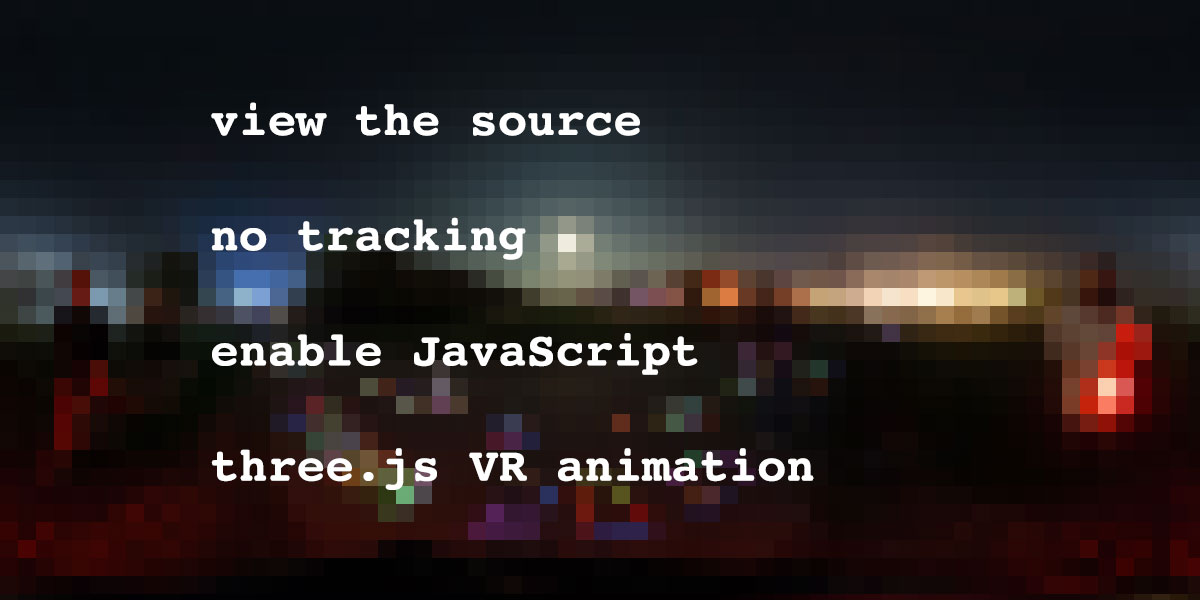 view the source
no tracking
enable JavaScript
three.js VR animation